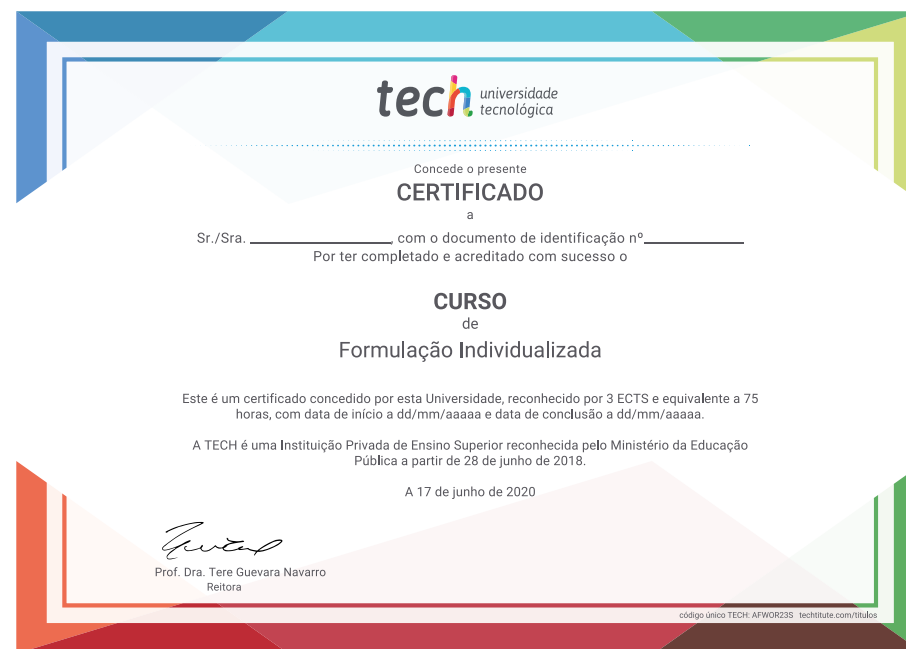 tech universidade
tecnológica
Concede o presente
CERTIFICADO
a
Sr./Sra. __________________, com o documento de identificação nº____________
Por ter completado e acreditado com sucesso o
CURSO
de
Formulação Individualizada
Este é um certificado concedido por esta Universidade, reconhecido por 3 ECTS e equivalente a 75
horas, com data de início a dd/mm/aaaaa e data de conclusão a dd/mm/aaaaa.
A TECH é uma Instituição Privada de Ensino Superior reconhecida pelo Ministério da Educação
Pública a partir de 28 de junho de 2018.
A 17 de junho de 2020
Prof. Dra. Tere Guevara Navarro
Reitora
código único TECH: AFWOR23S techtitute.com/titulos